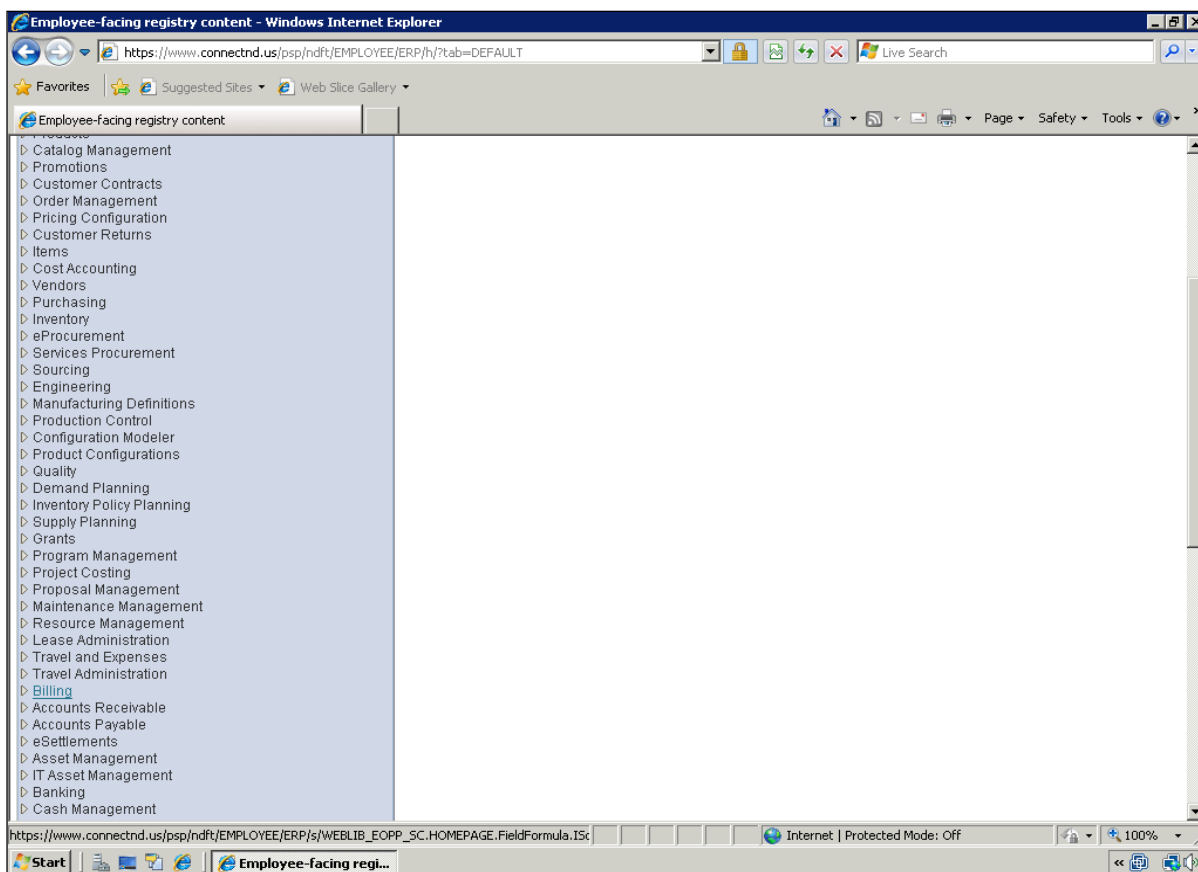 Employee-facing registry content - Windows Internet Explorer
https://www.connectnd.us/psp/ndft/EMPLOYEE/ERP/h/?tab=DEFAULT
Live Search
Favorites
Suggested Sites
Web Slice Gallery
Employee-facing registry content
Page
Safety
Tools
Products
Catalog Management
Promotions
Customer Contracts
Order Management
Pricing Configuration
Customer Returns
Items
Cost Accounting
Vendors
Purchasing
Inventory
eProcurement
Services Procurement
Sourcing
Engineering
Manufacturing Definitions
Production Control
Configuration Modeler
Product Configurations
Quality
Demand Planning
Inventory Policy Planning
Supply Planning
Grants
Program Management
Project Costing
Proposal Management
Maintenance Management
Resource Management
Lease Administration
Travel and Expenses
Travel Administration
Billing
Accounts Receivable
Accounts Payable
eSettlements
Asset Management
IT Asset Management
Banking
Cash Management
https://www.connectnd.us/psp/ndft/EMPLOYEE/ERP/s/WEBLIB_EOPP_SC.HOMEPAGE.FieldFormula.ISc
Internet | Protected Mode: Off
100%
Start
Employee-facing regi...